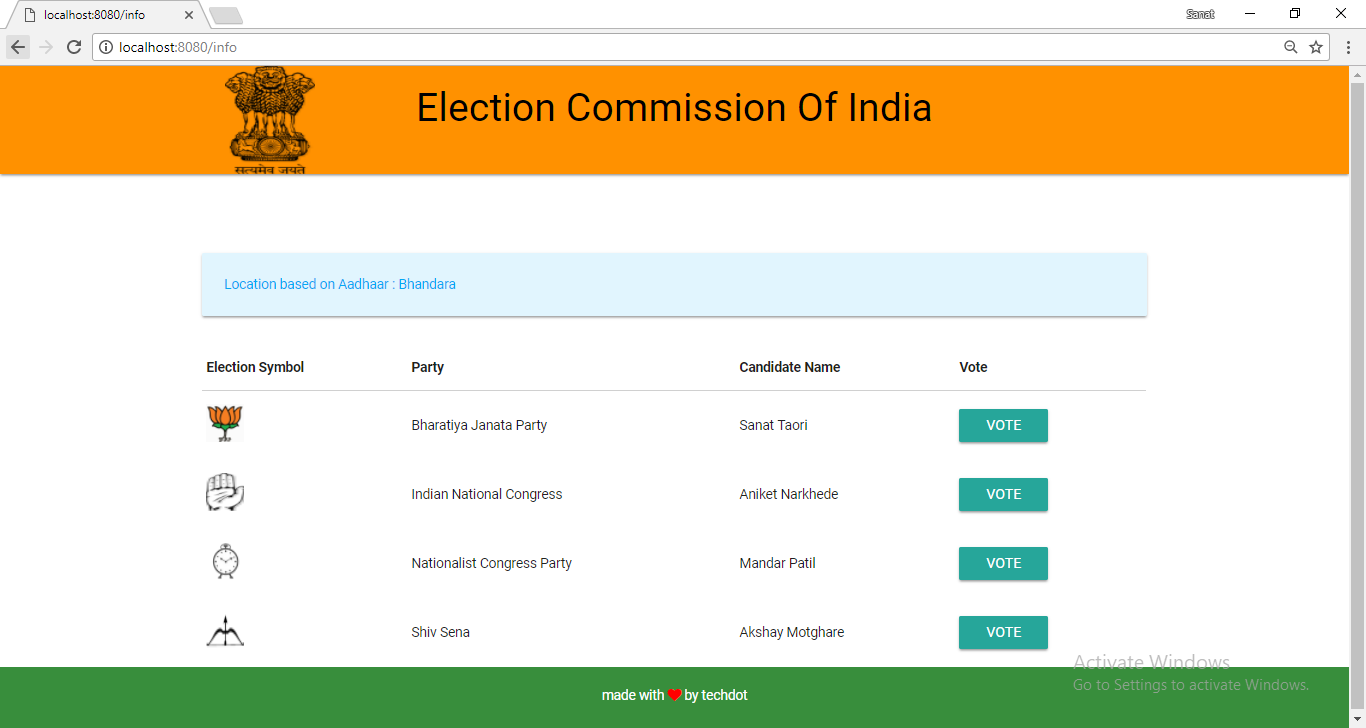 localhost:8080/info
Sanat
localhost:8080/info
Election Commission Of India
सत्यमेव जयते
Location based on Aadhaar : Bhandara
Election Symbol Party Candidate Name Vote
Bharatiya Janata Party Sanat Taori VOTE
Indian National Congress Aniket Narkhede VOTE
Nationalist Congress Party Mandar Patil VOTE
Shiv Sena Akshay Motghare VOTE
Activate Windows
Go to Settings to activate Windows.
made with ❤ by techdot